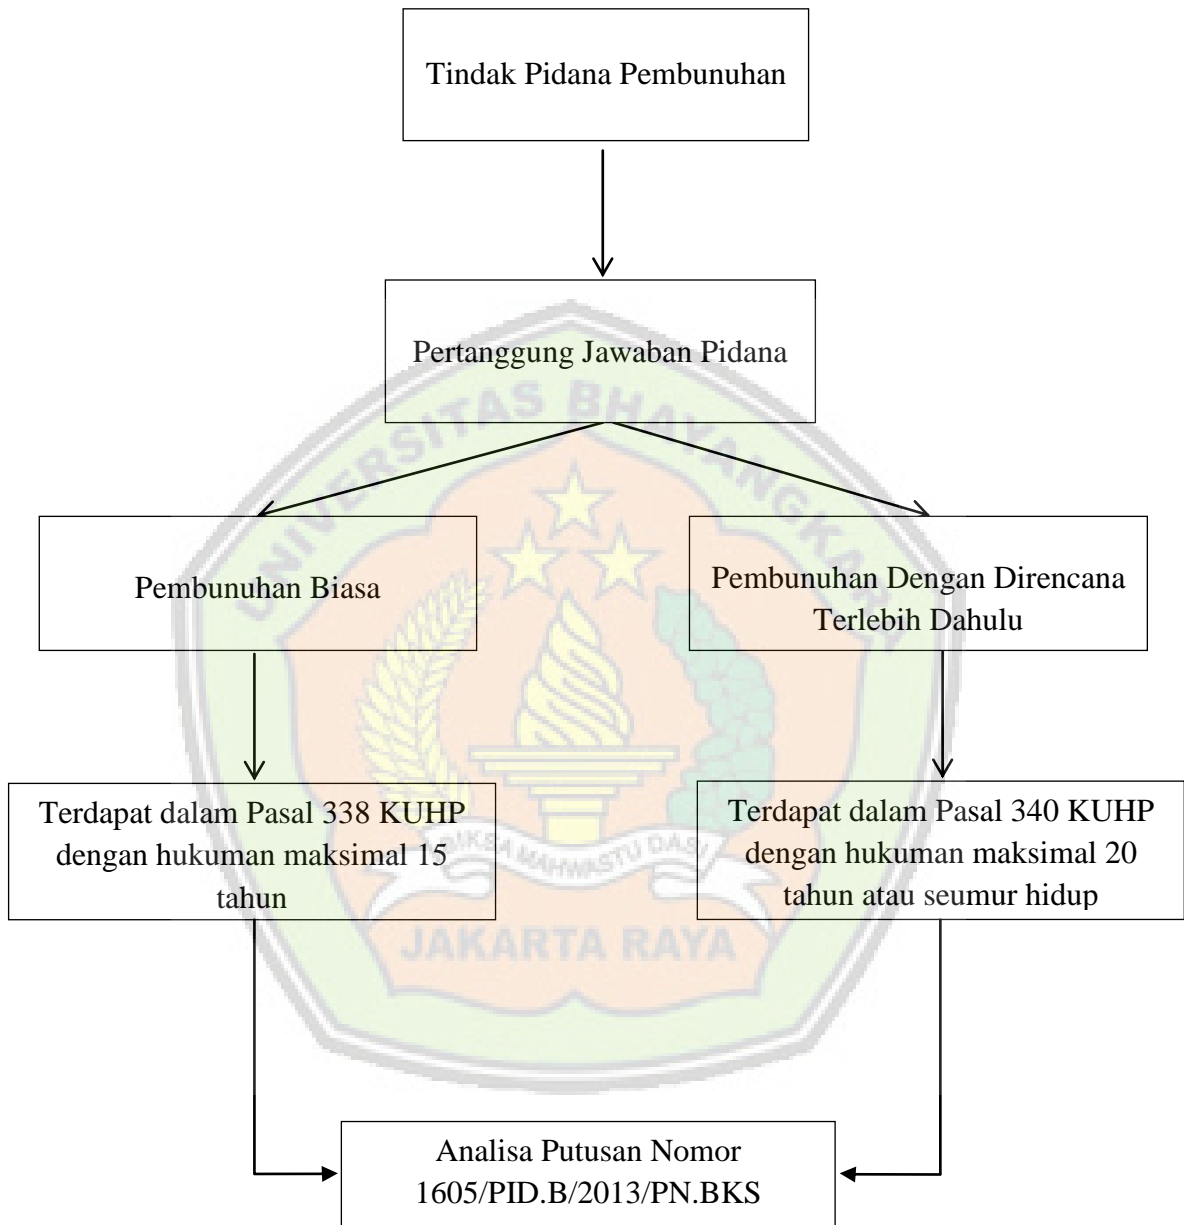 Tindak Pidana Pembunuhan
Pertanggung Jawaban Pidana
UNIVERSITAS BHAYANGKARA
Pembunuhan Biasa
Pembunuhan Dengan Direncana
Terlebih Dahulu
Terdapat dalam Pasal 338 KUHP
dengan hukuman maksimal 15
tahun
Terdapat dalam Pasal 340 KUHP
dengan hukuman maksimal 20
tahun atau seumur hidup
MAHWASTU DASI
JAKARTA RAYA
Analisa Putusan Nomor
1605/PID.B/2013/PN.BKS